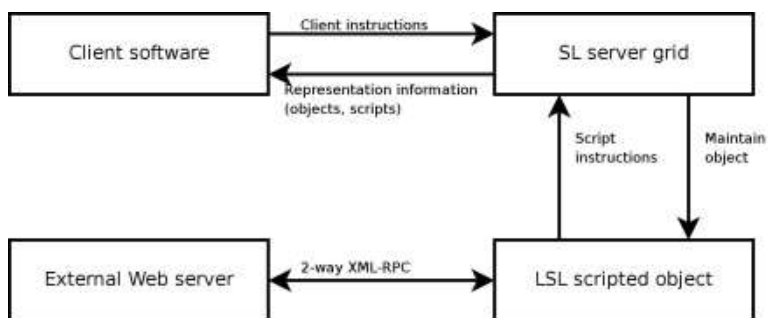 Client software
Client instructions
SL server grid
Representation information
(objects, scripts)
Script
instructions
Maintain
object
External Web server
2-way XML-RPC
LSL scripted object